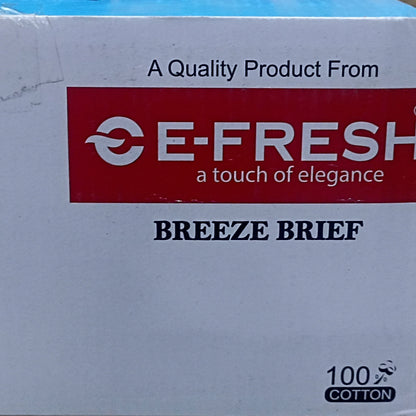 A Quality Product From
E-FRESH
a touch of elegance
BREEZE BRIEF
100%
COTTON